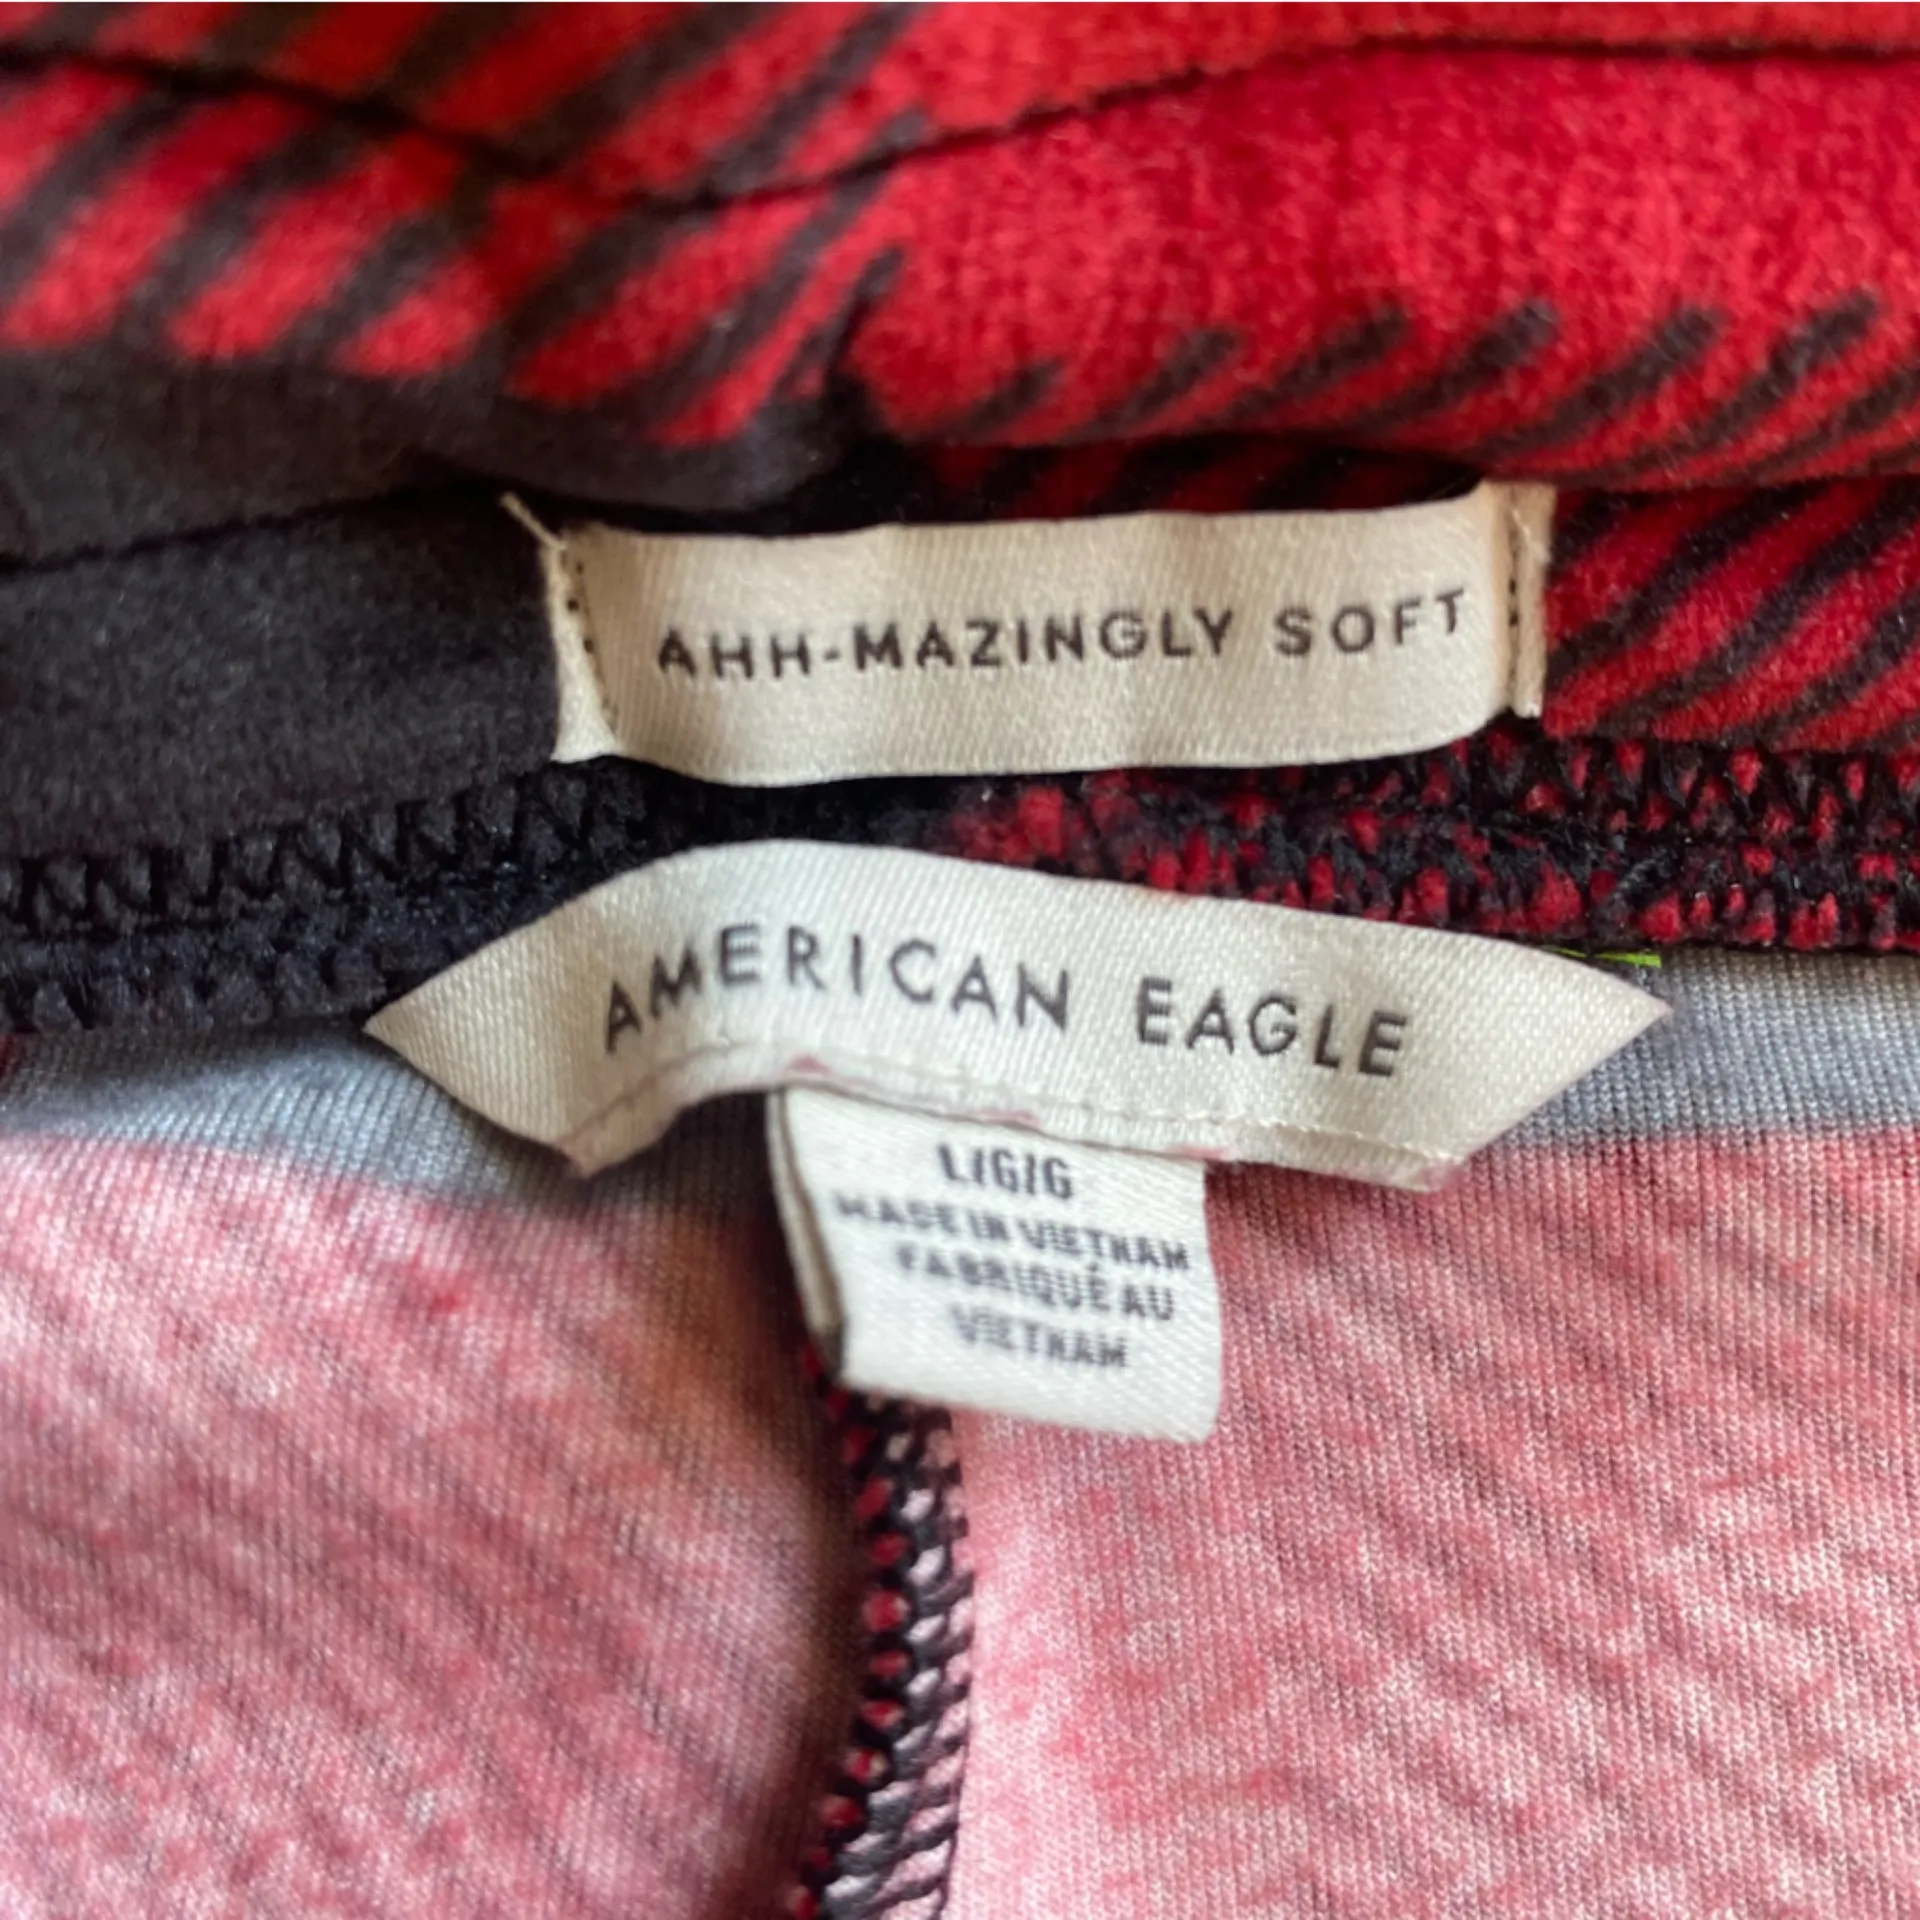 AHH-MAZINGLY SOFT
AMERICAN EAGLE
L/G/G
MADE IN VIETNAM
FABRIQUÉ AU
VIETNAM